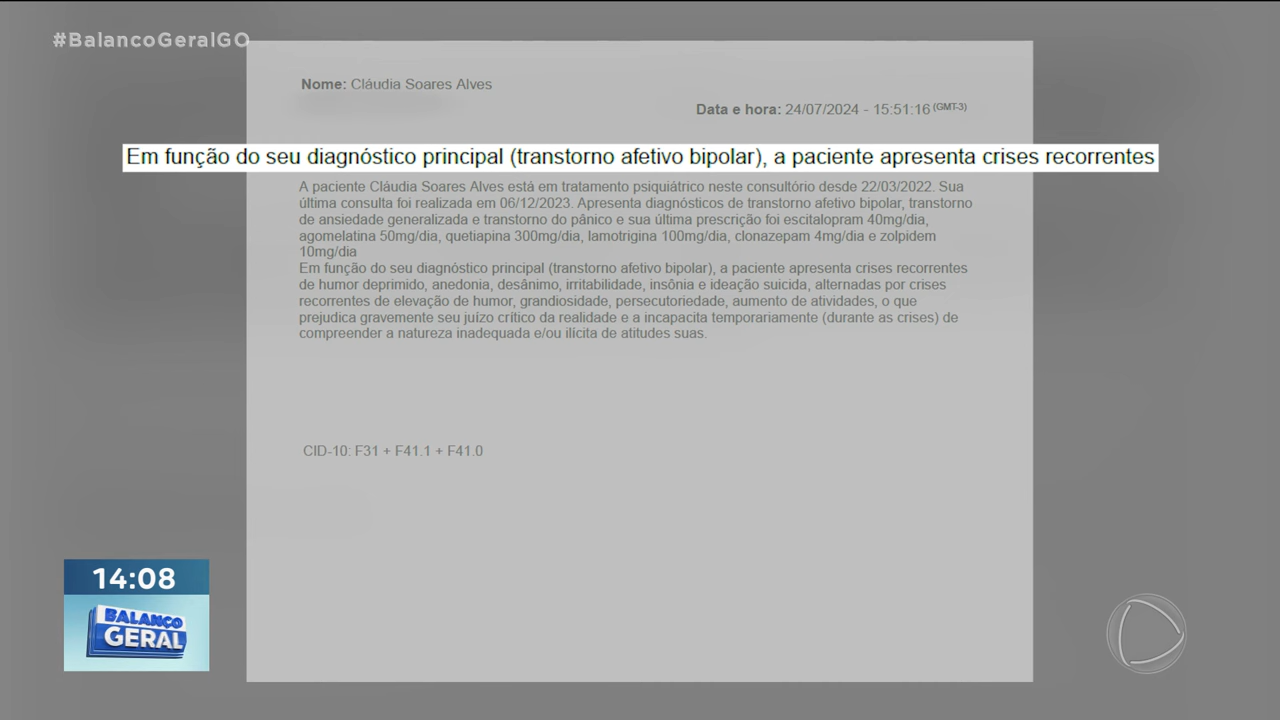 #BalancoGeralGO
Nome: Cláudia Soares Alves
Data e hora: 24/07/2024 - 15:51:16 (GMT-3)
Em função do seu diagnóstico principal (transtorno afetivo bipolar), a paciente apresenta crises recorrentes
A paciente Cláudia Soares Alves está em tratamento psiquiátrico neste consultório desde 22/03/2022. Sua
última consulta foi realizada em 06/12/2023. Apresenta diagnósticos de transtorno afetivo bipolar, transtorno
de ansiedade generalizada e transtorno do pânico e sua última prescrição foi escitalopram 40mg/dia,
agomelatina 50mg/dia, quetiapina 300mg/dia, lamotrigina 100mg/dia, clonazepam 4mg/dia e zolpidem
10mg/dia
Em função do seu diagnóstico principal (transtorno afetivo bipolar), a paciente apresenta crises recorrentes
de humor deprimido, anedonia, desânimo, irritabilidade, insônia e ideação suicida, alternadas por crises
recorrentes de elevação de humor, grandiosidade, persecutoriedade, aumento de atividades, o que
prejudica gravemente seu juízo crítico da realidade e a incapacita temporariamente (durante as crises) de
compreender a natureza inadequada e/ou ilícita de atitudes suas.
CID-10: F31 + F41.1 + F41.0
14:08
BALANÇO
GERAL